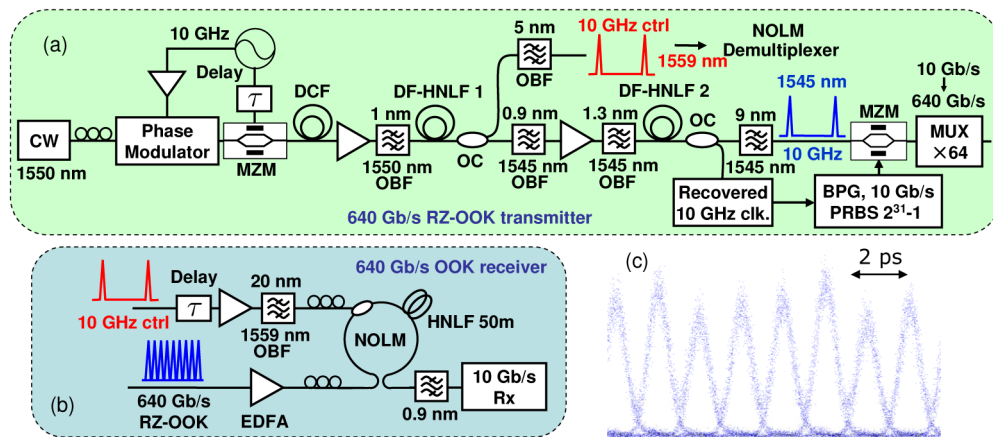 (a)
10 GHz
Delay
τ
CW
1550 nm
Phase
Modulator
MZM
DCF
1 nm
1550 nm
OBF
DF-HNLF 1
OC
5 nm
OBF
10 GHz ctrl
1559 nm
NOLM
Demultiplexer
0.9 nm
1545 nm
OBF
1.3 nm
1545 nm
OBF
DF-HNLF 2
OC
9 nm
1545 nm
1545 nm
10 GHz
MZM
10 Gb/s
640 Gb/s
MUX
×64
Recovered
10 GHz clk.
BPG, 10 Gb/s
PRBS 2³¹-1
640 Gb/s RZ-OOK transmitter
640 Gb/s OOK receiver
10 GHz ctrl
Delay
τ
20 nm
1559 nm
OBF
NOLM
HNLF 50m
(b)
640 Gb/s
RZ-OOK
EDFA
0.9 nm
10 Gb/s
Rx
(c)
2 ps